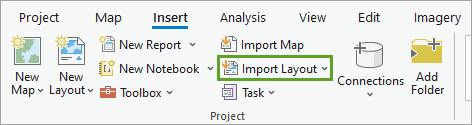 Project Map Insert Analysis View Edit Imagery
New Report Import Map
New Notebook Import Layout
New Map New Layout Connections Add Folder
Toolbox Task
Project